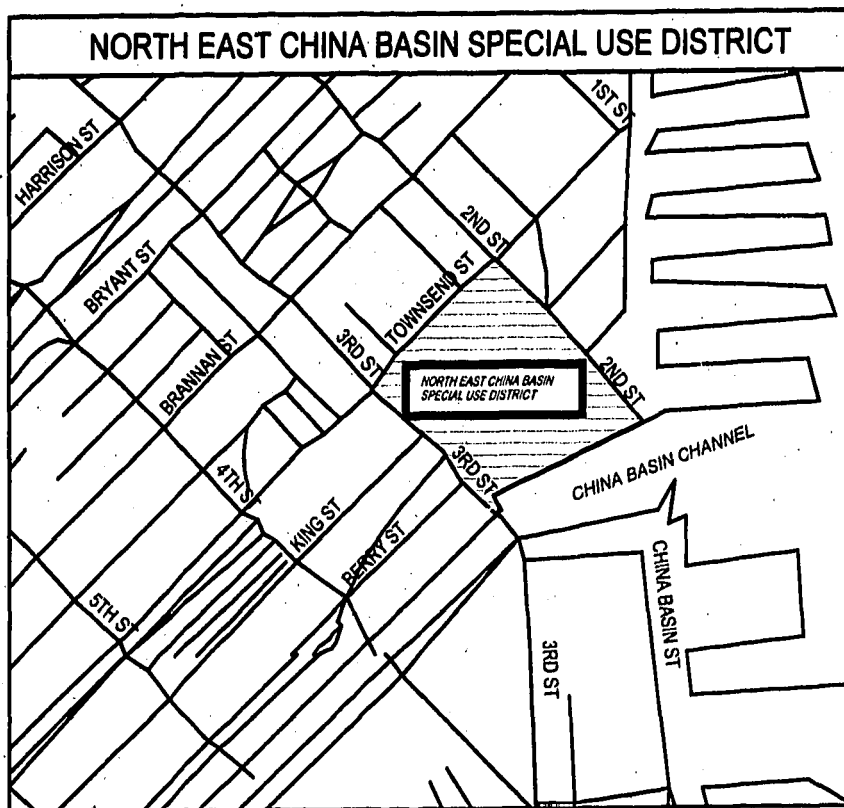 NORTH EAST CHINA BASIN SPECIAL USE DISTRICT
1ST ST
HARRISON ST
2ND ST
BRYANT ST
TOWNSEND ST
3RD ST
BRANNAN ST
NORTH EAST CHINA BASIN
SPECIAL USE DISTRICT
2ND ST
3RD ST
CHINA BASIN CHANNEL
4TH ST
KING ST
BERRY ST
CHINA BASIN ST
5TH ST
3RD ST